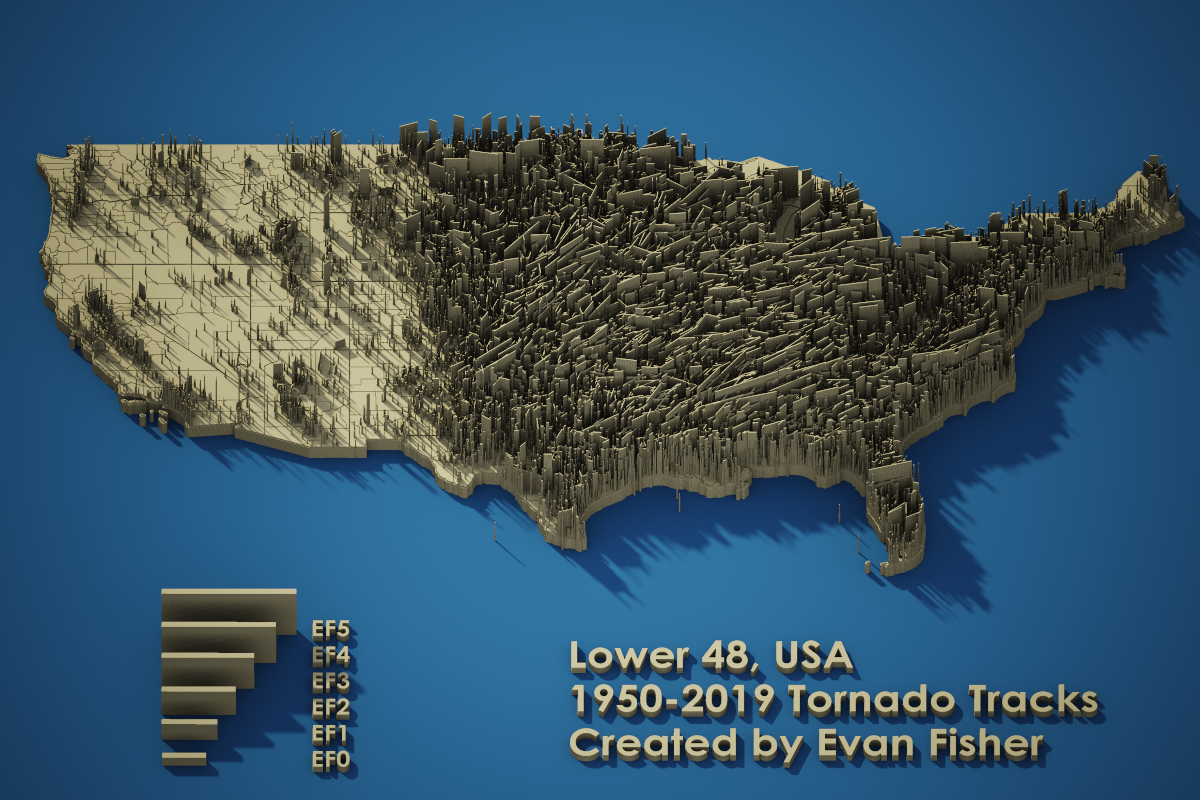 EF5
EF4
EF3
EF2
EF1
EF0
Lower 48, USA
1950-2019 Tornado Tracks
Created by Evan Fisher